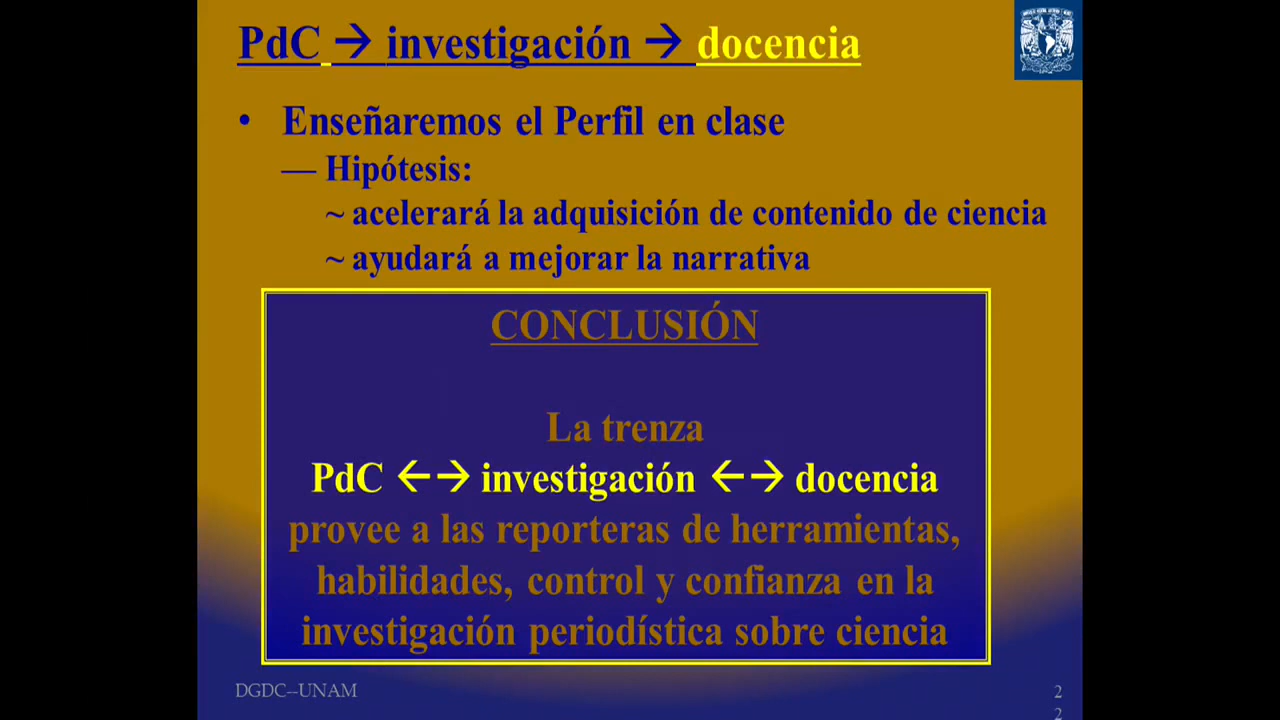 PdC → investigación → docencia
• Enseñaremos el Perfil en clase
— Hipótesis:
~ acelerará la adquisición de contenido de ciencia
~ ayudará a mejorar la narrativa
CONCLUSIÓN
La trenza
PdC ←→ investigación ←→ docencia
provee a las reporteras de herramientas,
habilidades, control y confianza en la
investigación periodística sobre ciencia
DGDC--UNAM
2
2